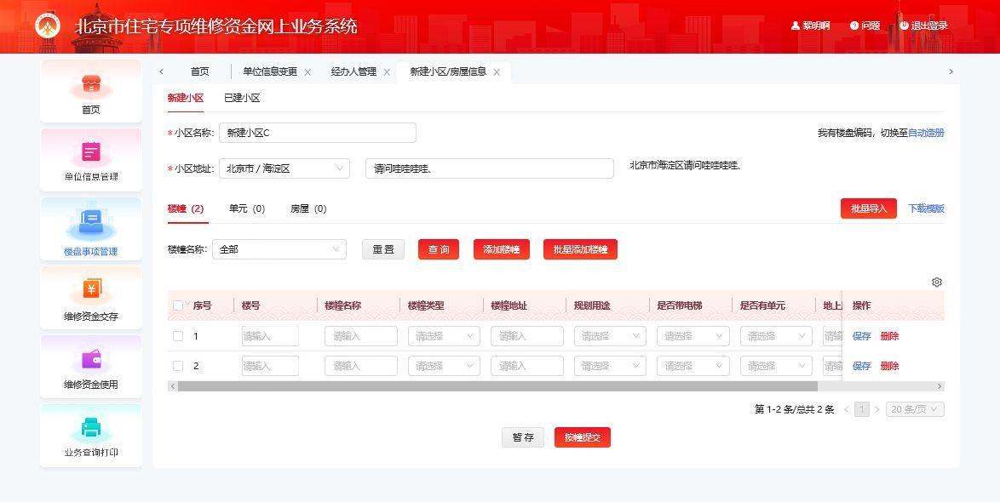 北京市住宅专项维修资金网上业务系统
黎明啊 问题 退出登录
首页 单位信息变更 经办人管理 新建小区/房屋信息
首页
单位信息管理
楼盘事项管理
维修资金交存
维修资金使用
业务查询打印
新建小区 已建小区
*小区名称: 新建小区C 我有楼盘编码，切换至自动造册
*小区地址: 北京市 / 海淀区 请问哇哇哇哇、 北京市海淀区请问哇哇哇哇、
楼幢 (2) 单元 (0) 房屋 (0) 批量导入 下载模版
楼幢名称: 全部 重 置 查 询 添加楼幢 批量添加楼幢
序号 楼号 楼幢名称 楼幢类型 楼幢地址 规划用途 是否带电梯 是否有单元 地上 操作
1 请输入 请输入 请选择 请输入 请选择 请选择 请选择 请输 保存 删除
2 请输入 请输入 请选择 请输入 请选择 请选择 请选择 请输 保存 删除
第 1-2 条/总共 2 条 1 20 条/页
暂 存 按幢提交